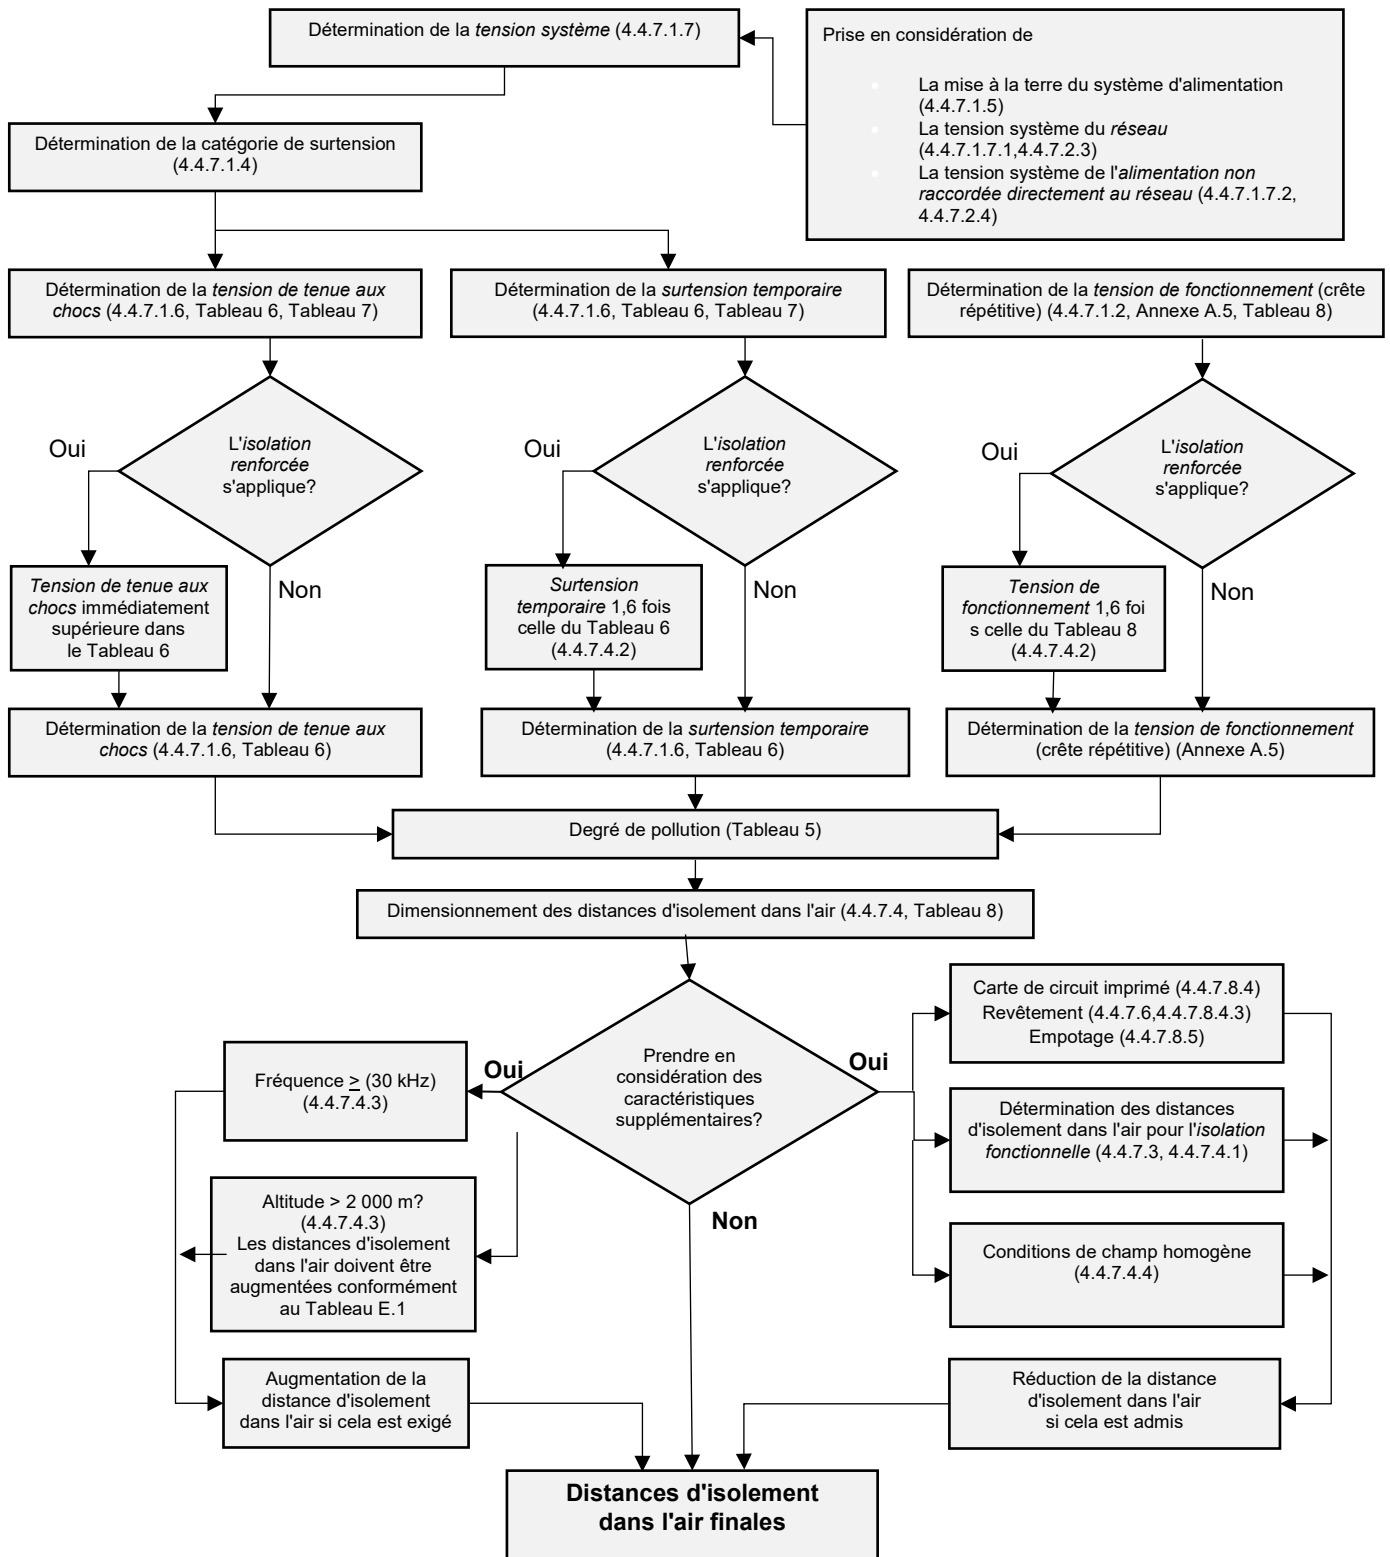 Détermination de la tension système (4.4.7.1.7)
Prise en considération de
La mise à la terre du système d'alimentation
(4.4.7.1.5)
La tension système du réseau
(4.4.7.1.7.1,4.4.7.2.3)
La tension système de l'alimentation non
raccordée directement au réseau (4.4.7.1.7.2,
4.4.7.2.4)
Détermination de la catégorie de surtension
(4.4.7.1.4)
Détermination de la tension de tenue aux
chocs (4.4.7.1.6, Tableau 6, Tableau 7)
Détermination de la surtension temporaire
(4.4.7.1.6, Tableau 6, Tableau 7)
Détermination de la tension de fonctionnement (crête
répétitive) (4.4.7.1.2, Annexe A.5, Tableau 8)
Oui
L'isolation
renforcée
s'applique?
Non
Oui
L'isolation
renforcée
s'applique?
Non
Oui
L'isolation
renforcée
s'applique?
Non
Tension de tenue aux
chocs immédiatement
supérieure dans
le Tableau 6
Surtension
temporaire 1,6 fois
celle du Tableau 6
(4.4.7.4.2)
Tension de
fonctionnement 1,6 foi
s celle du Tableau 8
(4.4.7.4.2)
Détermination de la tension de tenue aux
chocs (4.4.7.1.6, Tableau 6)
Détermination de la surtension temporaire
(4.4.7.1.6, Tableau 6)
Détermination de la tension de fonctionnement
(crête répétitive) (Annexe A.5)
Degré de pollution (Tableau 5)
Dimensionnement des distances d'isolement dans l'air (4.4.7.4, Tableau 8)
Prendre en
considération des
caractéristiques
supplémentaires?
Oui
Oui
Non
Fréquence ≥ (30 kHz)
(4.4.7.4.3)
Altitude > 2 000 m?
(4.4.7.4.3)
Les distances d'isolement
dans l'air doivent être
augmentées conformément
au Tableau E.1
Augmentation de la
distance d'isolement
dans l'air si cela est exigé
Carte de circuit imprimé (4.4.7.8.4)
Revêtement (4.4.7.6,4.4.7.8.4.3)
Empotage (4.4.7.8.5)
Détermination des distances
d'isolement dans l'air pour l'isolation
fonctionnelle (4.4.7.3, 4.4.7.4.1)
Conditions de champ homogène
(4.4.7.4.4)
Réduction de la distance
d'isolement dans l'air
si cela est admis
Distances d'isolement
dans l'air finales